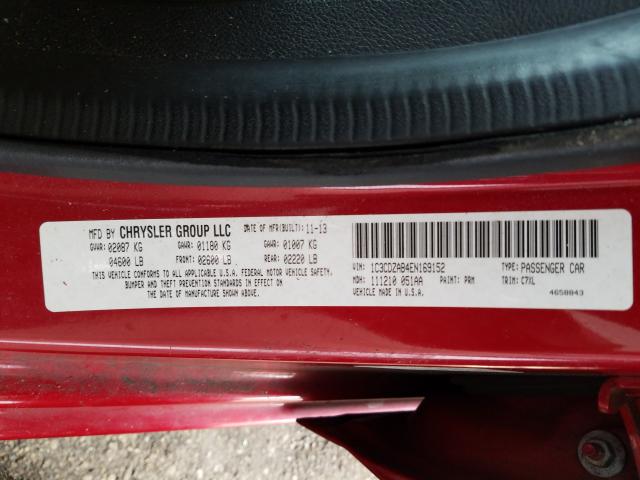 MFD BY CHRYSLER GROUP LLC DATE OF MFR(BUILT): 11-13
GVWR: 02087 KG GAWR: 01180 KG GAWR: 01007 KG
04600 LB FRONT: 02600 LB REAR: 02220 LB
THIS VEHICLE CONFORMS TO ALL APPLICABLE U.S.A. FEDERAL MOTOR VEHICLE SAFETY,
BUMPER AND THEFT PREVENTION STANDARDS IN EFFECT ON
THE DATE OF MANUFACTURE SHOWN ABOVE.
VIN: 1C3CDZAB4EN169152 TYPE: PASSENGER CAR
MDH: 111210 051AA PAINT: PRM TRIM: C7XL
VEHICLE MADE IN U.S.A. 4658843